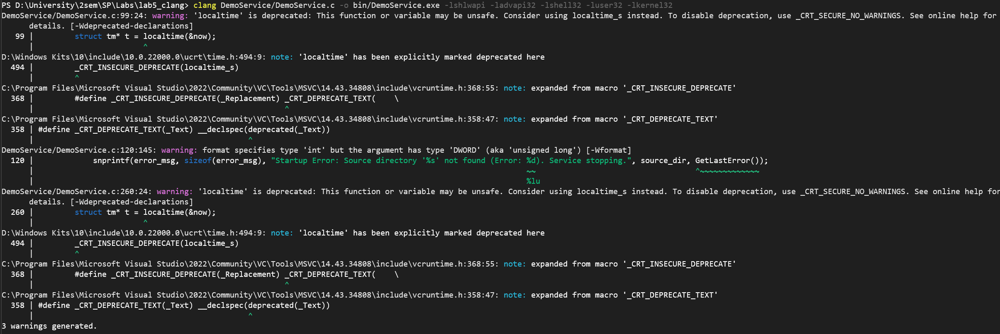 PS D:\University\2sem\SP\Labs\lab5_clang> clang DemoService/DemoService.c -o bin/DemoService.exe -lshlwapi -ladvapi32 -lshell32 -luser32 -lkernel32
DemoService/DemoService.c:99:24: warning: 'localtime' is deprecated: This function or variable may be unsafe. Consider using localtime_s instead. To disable deprecation, use _CRT_SECURE_NO_WARNINGS. See online help for
      details. [-Wdeprecated-declarations]
   99 |         struct tm* t = localtime(&now);
      |                        ^
D:\Windows Kits\10\include\10.0.22000.0\ucrt\time.h:494:9: note: 'localtime' has been explicitly marked deprecated here
  494 |         _CRT_INSECURE_DEPRECATE(localtime_s)
      |         ^
C:\Program Files\Microsoft Visual Studio\2022\Community\VC\Tools\MSVC\14.43.34808\include\vcruntime.h:368:55: note: expanded from macro '_CRT_INSECURE_DEPRECATE'
  368 |         #define _CRT_INSECURE_DEPRECATE(_Replacement) _CRT_DEPRECATE_TEXT(    \
      |                                                       ^
C:\Program Files\Microsoft Visual Studio\2022\Community\VC\Tools\MSVC\14.43.34808\include\vcruntime.h:358:47: note: expanded from macro '_CRT_DEPRECATE_TEXT'
  358 | #define _CRT_DEPRECATE_TEXT(_Text) __declspec(deprecated(_Text))
      |                                               ^
DemoService/DemoService.c:120:145: warning: format specifies type 'int' but the argument has type 'DWORD' (aka 'unsigned long') [-Wformat]
  120 |             snprintf(error_msg, sizeof(error_msg), "Startup Error: Source directory '%s' not found (Error: %d). Service stopping.", source_dir, GetLastError());
      |                                                                                                            ~~                                   ^~~~~~~~~~~~~~
      |                                                                                                            %lu
DemoService/DemoService.c:260:24: warning: 'localtime' is deprecated: This function or variable may be unsafe. Consider using localtime_s instead. To disable deprecation, use _CRT_SECURE_NO_WARNINGS. See online help for
      details. [-Wdeprecated-declarations]
  260 |         struct tm* t = localtime(&now);
      |                        ^
D:\Windows Kits\10\include\10.0.22000.0\ucrt\time.h:494:9: note: 'localtime' has been explicitly marked deprecated here
  494 |         _CRT_INSECURE_DEPRECATE(localtime_s)
      |         ^
C:\Program Files\Microsoft Visual Studio\2022\Community\VC\Tools\MSVC\14.43.34808\include\vcruntime.h:368:55: note: expanded from macro '_CRT_INSECURE_DEPRECATE'
  368 |         #define _CRT_INSECURE_DEPRECATE(_Replacement) _CRT_DEPRECATE_TEXT(    \
      |                                                       ^
C:\Program Files\Microsoft Visual Studio\2022\Community\VC\Tools\MSVC\14.43.34808\include\vcruntime.h:358:47: note: expanded from macro '_CRT_DEPRECATE_TEXT'
  358 | #define _CRT_DEPRECATE_TEXT(_Text) __declspec(deprecated(_Text))
      |                                               ^
3 warnings generated.